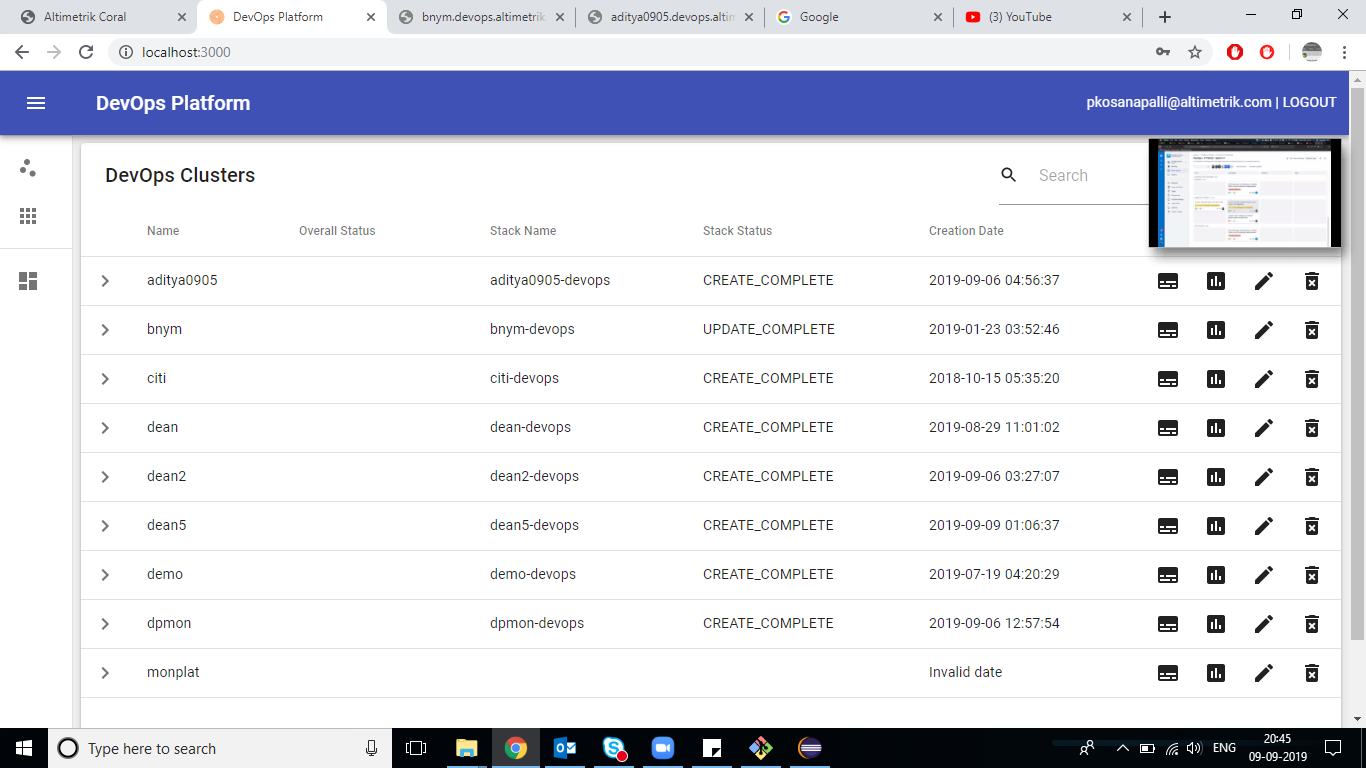 Altimetrik Coral
DevOps Platform
bnym.devops.altimetrik
aditya0905.devops.altim
Google
(3) YouTube
localhost:3000
DevOps Platform
pkosanapalli@altimetrik.com | LOGOUT
DevOps Clusters
Search
Name Overall Status Stack Name Stack Status Creation Date
aditya0905 aditya0905-devops CREATE_COMPLETE 2019-09-06 04:56:37
bnym bnym-devops UPDATE_COMPLETE 2019-01-23 03:52:46
citi citi-devops CREATE_COMPLETE 2018-10-15 05:35:20
dean dean-devops CREATE_COMPLETE 2019-08-29 11:01:02
dean2 dean2-devops CREATE_COMPLETE 2019-09-06 03:27:07
dean5 dean5-devops CREATE_COMPLETE 2019-09-09 01:06:37
demo demo-devops CREATE_COMPLETE 2019-07-19 04:20:29
dpmon dpmon-devops CREATE_COMPLETE 2019-09-06 12:57:54
monplat Invalid date
Type here to search
ENG
20:45
09-09-2019